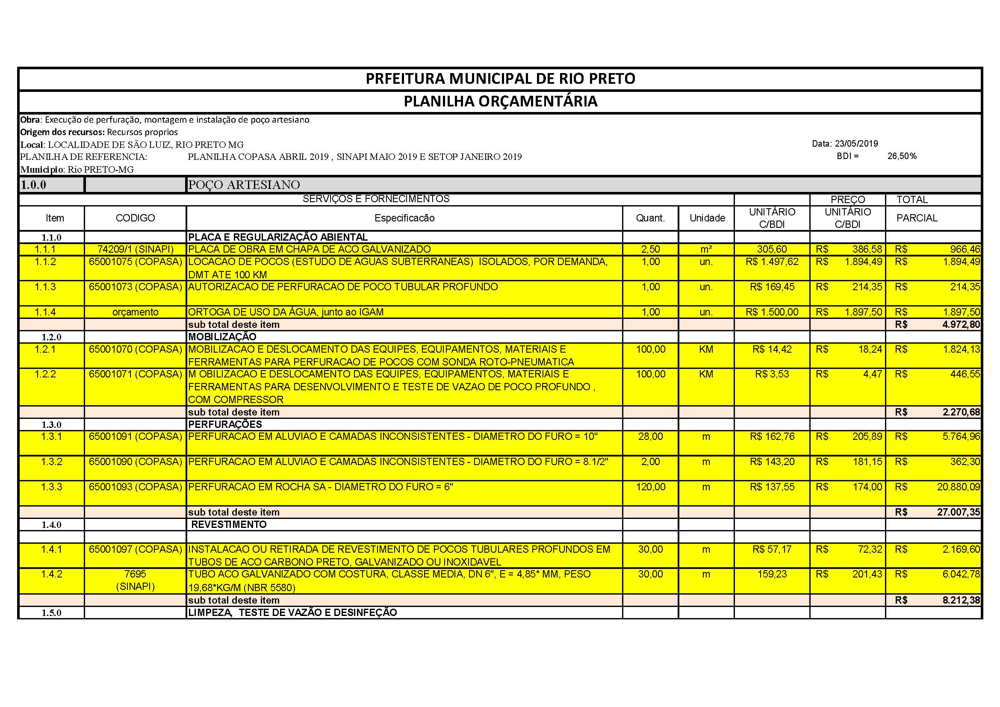 PRFEITURA MUNICIPAL DE RIO PRETO
PLANILHA ORÇAMENTÁRIA
Obra: Execução de perfuração, montagem e instalação de poço artesiano
Origem dos recursos: Recursos proprios
Local: LOCALIDADE DE SÃO LUIZ, RIO PRETO MG Data: 23/05/2019
PLANILHA DE REFERENCIA: PLANILHA COPASA ABRIL 2019 , SINAPI MAIO 2019 E SETOP JANEIRO 2019 BDI = 26,50%
Municipio: Rio PRETO-MG
1.0.0 POÇO ARTESIANO
SERVIÇOS E FORNECIMENTOS PREÇO TOTAL
Item CODIGO Especificacão Quant. Unidade UNITÁRIO C/BDI UNITÁRIO C/BDI PARCIAL
1.1.0 PLACA E REGULARIZAÇÃO ABIENTAL
1.1.1 74209/1 (SINAPI) PLACA DE OBRA EM CHAPA DE ACO GALVANIZADO 2,50 m² 305,60 R$ 386,58 R$ 966,46
1.1.2 65001075 (COPASA) LOCACAO DE POCOS (ESTUDO DE AGUAS SUBTERRANEAS) ISOLADOS, POR DEMANDA, 1,00 un. R$ 1.497,62 R$ 1.894,49 R$ 1.894,49
DMT ATE 100 KM
1.1.3 65001073 (COPASA) AUTORIZACAO DE PERFURACAO DE POCO TUBULAR PROFUNDO 1,00 un. R$ 169,45 R$ 214,35 R$ 214,35
1.1.4 orçamento ORTOGA DE USO DA ÁGUA, junto ao IGAM 1,00 un. R$ 1.500,00 R$ 1.897,50 R$ 1.897,50
sub total deste item R$ 4.972,80
1.2.0 MOBILIZAÇÃO
1.2.1 65001070 (COPASA) MOBILIZACAO E DESLOCAMENTO DAS EQUIPES, EQUIPAMENTOS, MATERIAIS E 100,00 KM R$ 14,42 R$ 18,24 R$ 1.824,13
FERRAMENTAS PARA PERFURACAO DE POCOS COM SONDA ROTO-PNEUMATICA
1.2.2 65001071 (COPASA) M OBILIZACAO E DESLOCAMENTO DAS EQUIPES, EQUIPAMENTOS, MATERIAIS E 100,00 KM R$ 3,53 R$ 4,47 R$ 446,55
FERRAMENTAS PARA DESENVOLVIMENTO E TESTE DE VAZAO DE POCO PROFUNDO ,
COM COMPRESSOR
sub total deste item R$ 2.270,68
1.3.0 PERFURAÇÕES
1.3.1 65001091 (COPASA) PERFURACAO EM ALUVIAO E CAMADAS INCONSISTENTES - DIAMETRO DO FURO = 10" 28,00 m R$ 162,76 R$ 205,89 R$ 5.764,96
1.3.2 65001090 (COPASA) PERFURACAO EM ALUVIAO E CAMADAS INCONSISTENTES - DIAMETRO DO FURO = 8.1/2" 2,00 m R$ 143,20 R$ 181,15 R$ 362,30
1.3.3 65001093 (COPASA) PERFURACAO EM ROCHA SA - DIAMETRO DO FURO = 6" 120,00 m R$ 137,55 R$ 174,00 R$ 20.880,09
sub total deste item R$ 27.007,35
1.4.0 REVESTIMENTO
1.4.1 65001097 (COPASA) INSTALACAO OU RETIRADA DE REVESTIMENTO DE POCOS TUBULARES PROFUNDOS EM 30,00 m R$ 57,17 R$ 72,32 R$ 2.169,60
TUBOS DE ACO CARBONO PRETO, GALVANIZADO OU INOXIDAVEL
1.4.2 7695 TUBO ACO GALVANIZADO COM COSTURA, CLASSE MEDIA, DN 6", E = 4,85* MM, PESO 30,00 m 159,23 R$ 201,43 R$ 6.042,78
(SINAPI) 19,68*KG/M (NBR 5580)
sub total deste item R$ 8.212,38
1.5.0 LIMPEZA, TESTE DE VAZÃO E DESINFEÇÃO